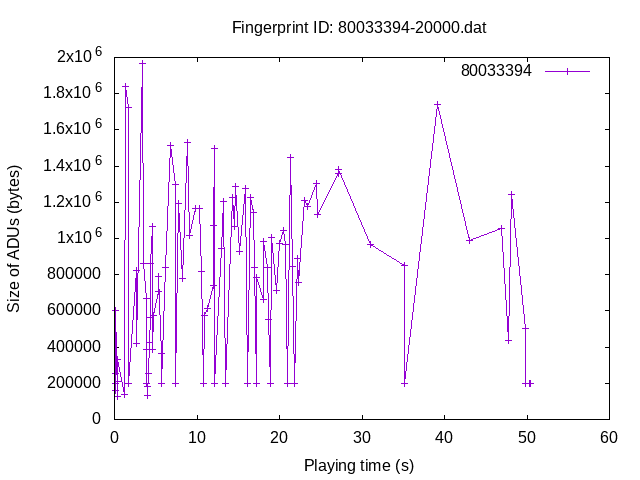 Fingerprint ID: 80033394-20000.dat
80033394
2x10^6
1.8x10^6
1.6x10^6
1.4x10^6
1.2x10^6
1x10^6
800000
600000
400000
200000
0
Size of ADUs (bytes)
0 10 20 30 40 50 60
Playing time (s)